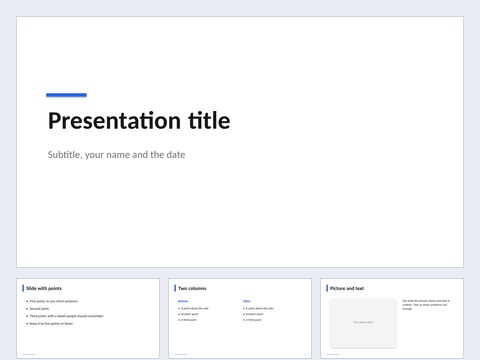 Presentation title
Subtitle, your name and the date
Slide with points
First point, in one short sentence
Second point
Third point, with a detail people should remember
Keep it to five points or fewer
Two columns
Before
A point about this side
Another point
A third point
After
A point about this side
Another point
A third point
Picture and text
Say what the picture shows and why it
matters. Two or three sentences are
enough.